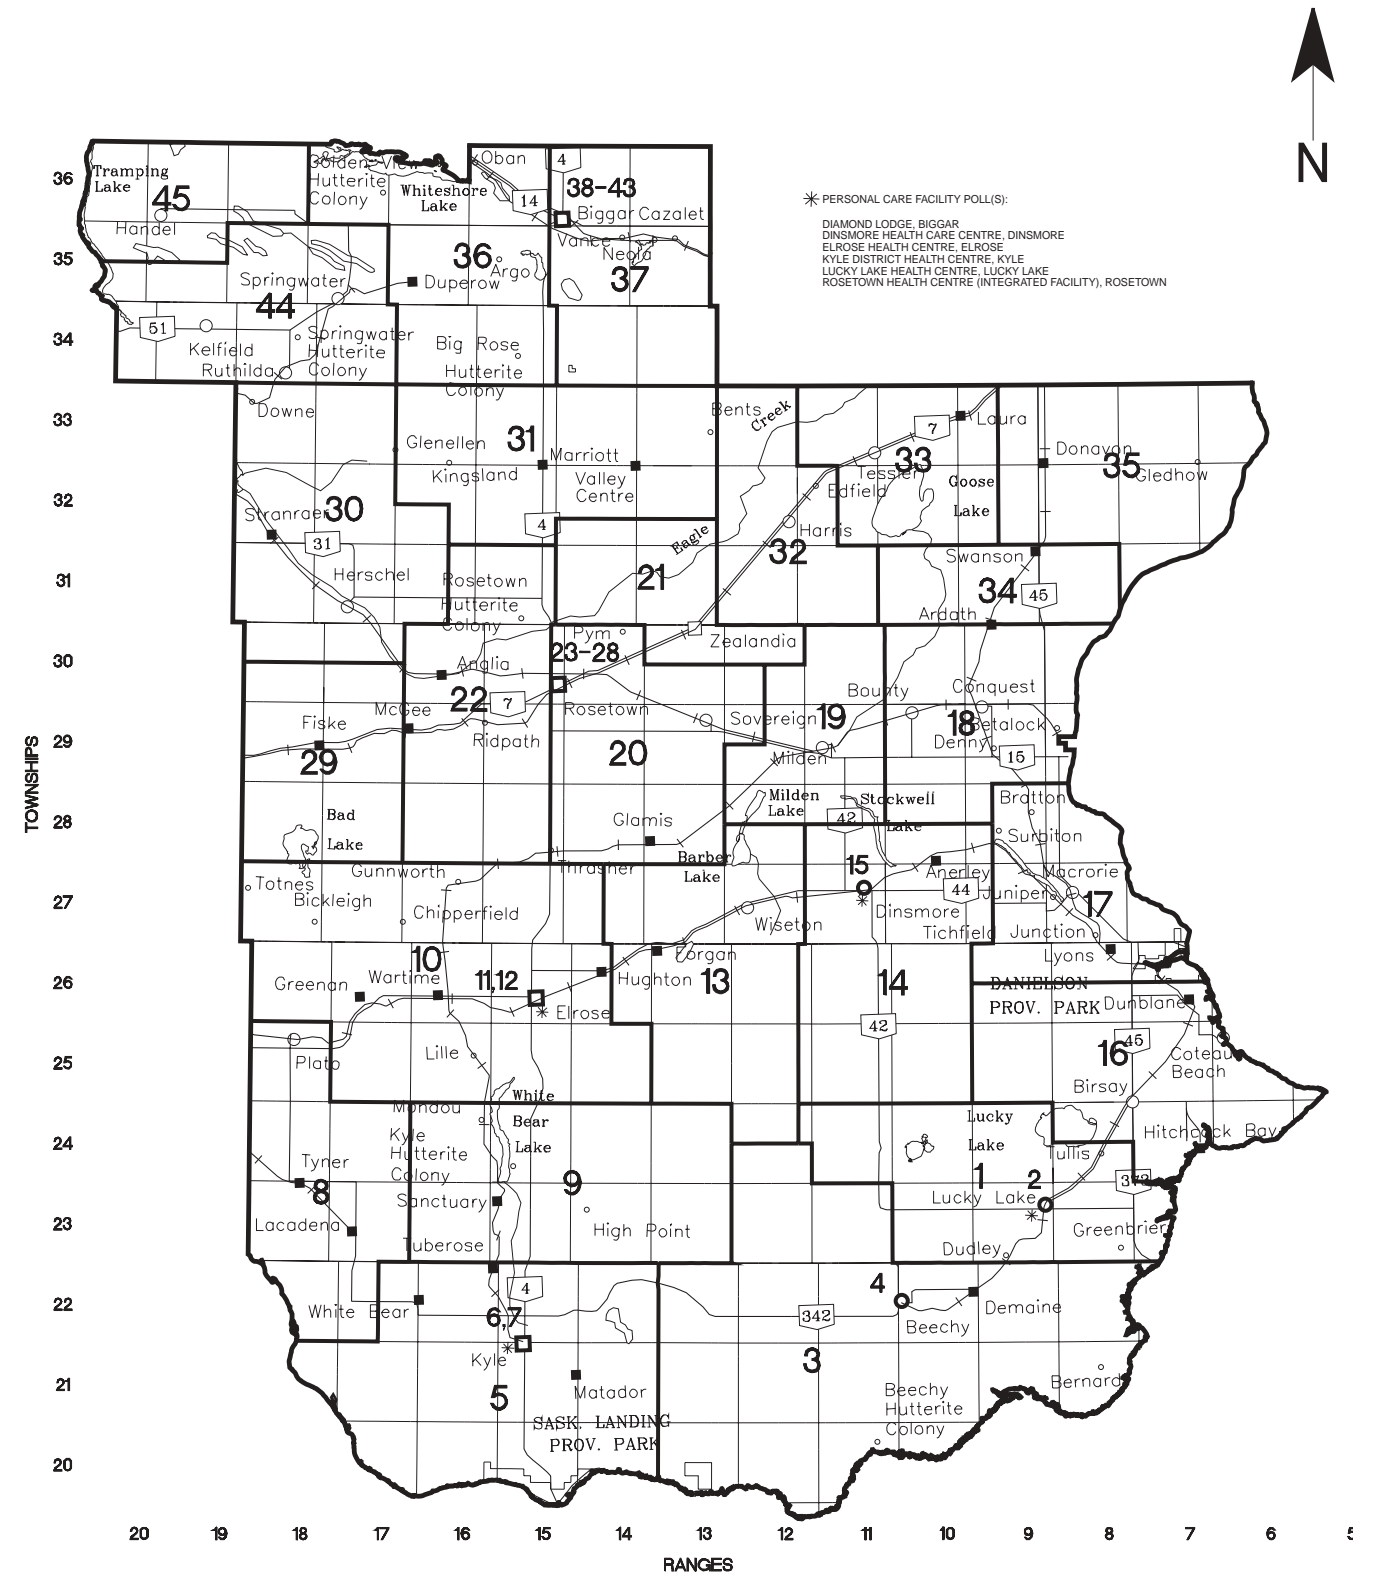 N
PERSONAL CARE FACILITY POLL(S):
DIAMOND LODGE, BIGGAR
DINSMORE HEALTH CARE CENTRE, DINSMORE
ELROSE HEALTH CENTRE, ELROSE
KYLE DISTRICT HEALTH CENTRE, KYLE
LUCKY LAKE HEALTH CENTRE, LUCKY LAKE
ROSETOWN HEALTH CENTRE (INTEGRATED FACILITY), ROSETOWN
Oban
4
Golden View
Hutterite
Colony
Tramping
Lake
36
45
Whiteshore
Lake
14
38-43
Biggar
Cazalet
Handel
Vance
Neola
35
36
Argo
37
Springwater
Duperow
44
51
34
Springwater
Hutterite
Colony
Kelfield
Ruthilda
Big Rose
Hutterite
Colony
Downe
33
Bents
Creek
7
Laura
Glenellen
31
Marriott
Kingsland
Valley
Centre
Donavon
35
Gledhow
33
Tessier
Edfield
Goose
Lake
32
Stranraer
30
4
31
Eagle
Harris
32
Swanson
Herschel
31
Rosetown
Hutterite
Colony
21
34
45
Ardath
Pym
Zealandia
30
23-28
Anglia
22
7
Rosetown
Bounty
Conquest
Fiske
McGee
Ridpath
Sovereign
19
18
Betalock
Denny
29
29
20
Milden
15
TOWNSHIPS
Bad
Lake
Milden
Lake
Stockwell
Lake
Bratton
28
Glamis
42
Surbiton
Thrasher
Barber
Lake
15
Anerley
Macrorie
Gunnworth
Totnes
Bickleigh
44
Juniper
17
27
Chipperfield
Dinsmore
Wiseton
Tichfield
Junction
Lyons
10
Forgan
26
Greenan
Wartime
11,12
Hughton
13
14
DANIELSON
PROV. PARK
Dunblane
Elrose
42
16
45
25
Plato
Lille
Coteau
Beach
Birsay
Mondou
White
Bear
Lake
Lucky
Lake
24
Kyle
Hutterite
Colony
Hitchcock Bay
Tullis
Tyner
8
9
1
2
373
Sanctuary
Lucky Lake
23
Lacadena
High Point
Greenbrier
Tuberose
Dudley
4
4
22
White Bear
6,7
342
Demaine
Beechy
Kyle
3
21
5
Matador
Bernard
SASK. LANDING
PROV. PARK
Beechy
Hutterite
Colony
20
20
19
18
17
16
15
14
13
12
11
10
9
8
7
6
RANGES